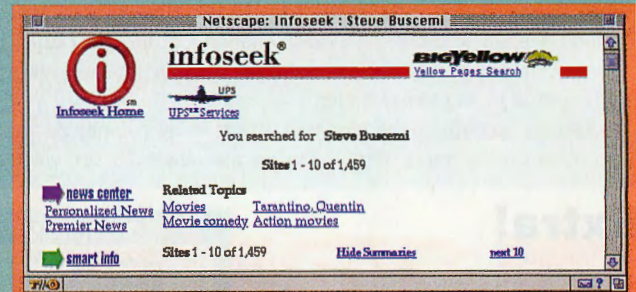 Netscape: Infoseek : Steve Buscemi
infoseek®
BigYellow
Yellow Pages Search
sm
Infoseek Home
UPS
UPS℠ Services
You searched for Steve Buscemi
Sites 1 - 10 of 1,459
news center
Personalized News
Premier News
Related Topics
Movies Tarantino, Quentin
Movie comedy Action movies
smart info
Sites 1 - 10 of 1,459 Hide Summaries next 10
?